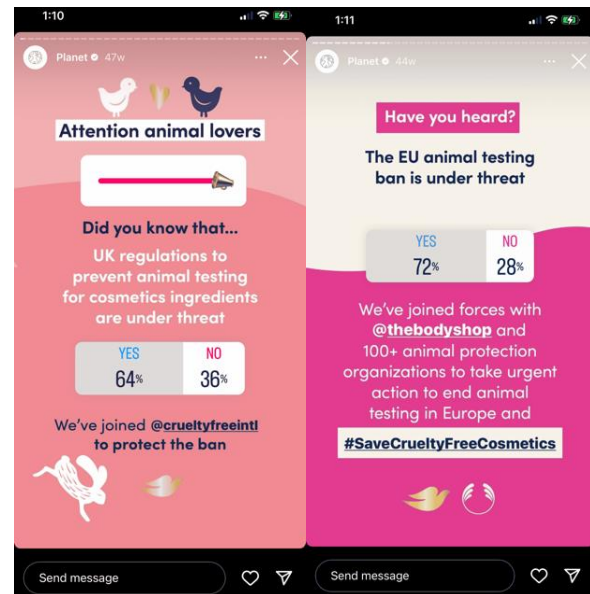 1:10
Planet 47w
Attention animal lovers
Did you know that...
UK regulations to
prevent animal testing
for cosmetics ingredients
are under threat
YES NO
64% 36%
We've joined @crueltyfreeintl
to protect the ban
Send message
1:11
Planet 44w
Have you heard?
The EU animal testing
ban is under threat
YES NO
72% 28%
We've joined forces with
@thebodyshop and
100+ animal protection
organizations to take urgent
action to end animal
testing in Europe and
#SaveCrueltyFreeCosmetics
Send message